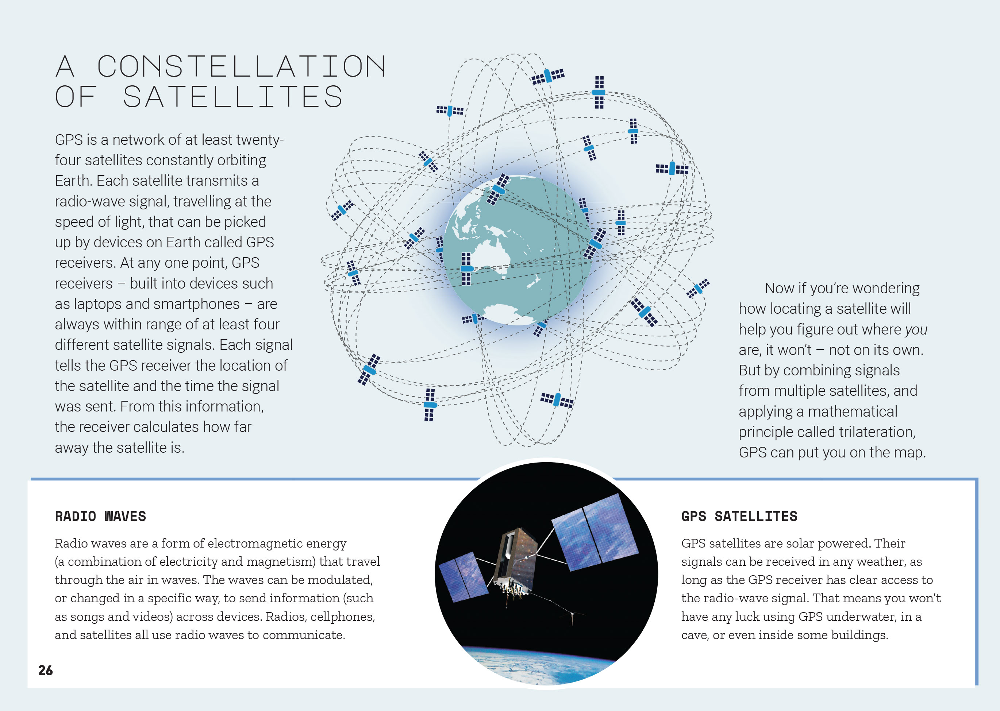 A CONSTELLATION
OF SATELLITES
GPS is a network of at least twenty-
four satellites constantly orbiting
Earth. Each satellite transmits a
radio-wave signal, travelling at the
speed of light, that can be picked
up by devices on Earth called GPS
receivers. At any one point, GPS
receivers – built into devices such
as laptops and smartphones – are
always within range of at least four
different satellite signals. Each signal
tells the GPS receiver the location of
the satellite and the time the signal
was sent. From this information,
the receiver calculates how far
away the satellite is.
Now if you’re wondering
how locating a satellite will
help you figure out where you
are, it won’t – not on its own.
But by combining signals
from multiple satellites, and
applying a mathematical
principle called trilateration,
GPS can put you on the map.
RADIO WAVES
Radio waves are a form of electromagnetic energy
(a combination of electricity and magnetism) that travel
through the air in waves. The waves can be modulated,
or changed in a specific way, to send information (such
as songs and videos) across devices. Radios, cellphones,
and satellites all use radio waves to communicate.
GPS SATELLITES
GPS satellites are solar powered. Their
signals can be received in any weather, as
long as the GPS receiver has clear access to
the radio-wave signal. That means you won’t
have any luck using GPS underwater, in a
cave, or even inside some buildings.
26